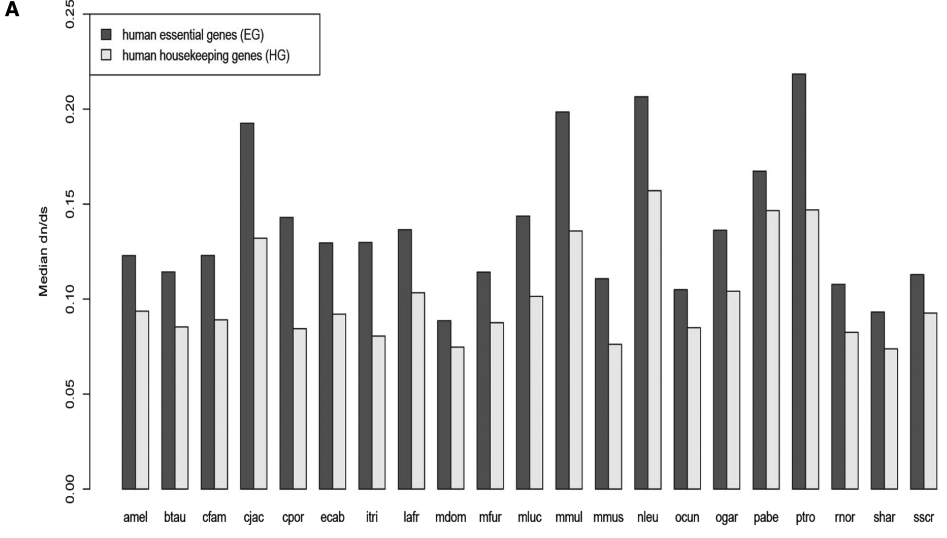 A
human essential genes (EG)
human housekeeping genes (HG)
Median dn/ds
0.25
0.20
0.15
0.10
0.05
0.00
amel btau cfam cjac cpor ecab itri lafr mdom mfur mluc mmul mmus nleu ocun ogar pabe ptro rnor shar sscr